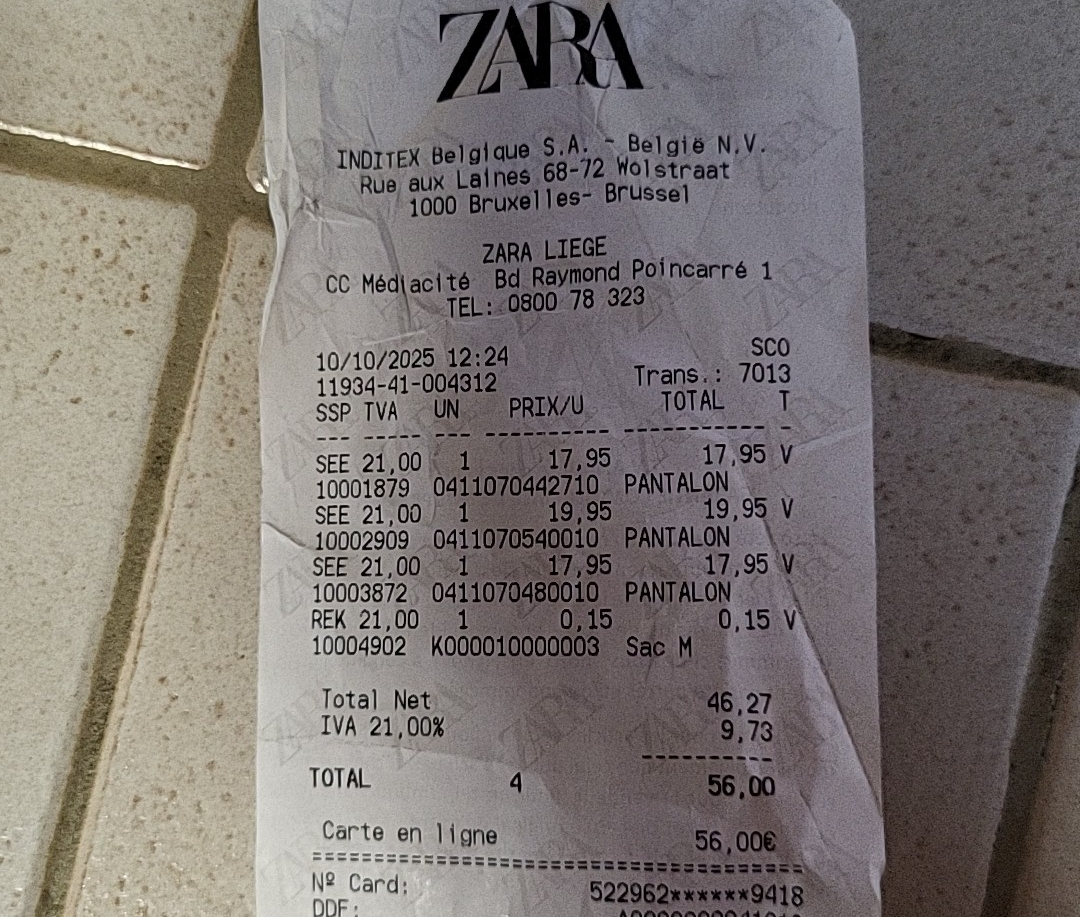 ZARA
INDITEX Belgique S.A. - België N.V.
Rue aux Laines 68-72 Wolstraat
1000 Bruxelles- Brussel
ZARA LIEGE
CC Médiacité Bd Raymond Poincarré 1
TEL: 0800 78 323
10/10/2025 12:24 SCO
11934-41-004312 Trans.: 7013
SSP TVA UN PRIX/U TOTAL T
--- ----- --- ---------- ----------- -
SEE 21,00 1 17,95 17,95 V
10001879 0411070442710 PANTALON
SEE 21,00 1 19,95 19,95 V
10002909 0411070540010 PANTALON
SEE 21,00 1 17,95 17,95 V
10003872 0411070480010 PANTALON
REK 21,00 1 0,15 0,15 V
10004902 K000010000003 Sac M
Total Net 46,27
IVA 21,00% 9,73
-----------
TOTAL 4 56,00
Carte en ligne 56,00€
==========================================
Nº Card: 522962******9418
DDF: